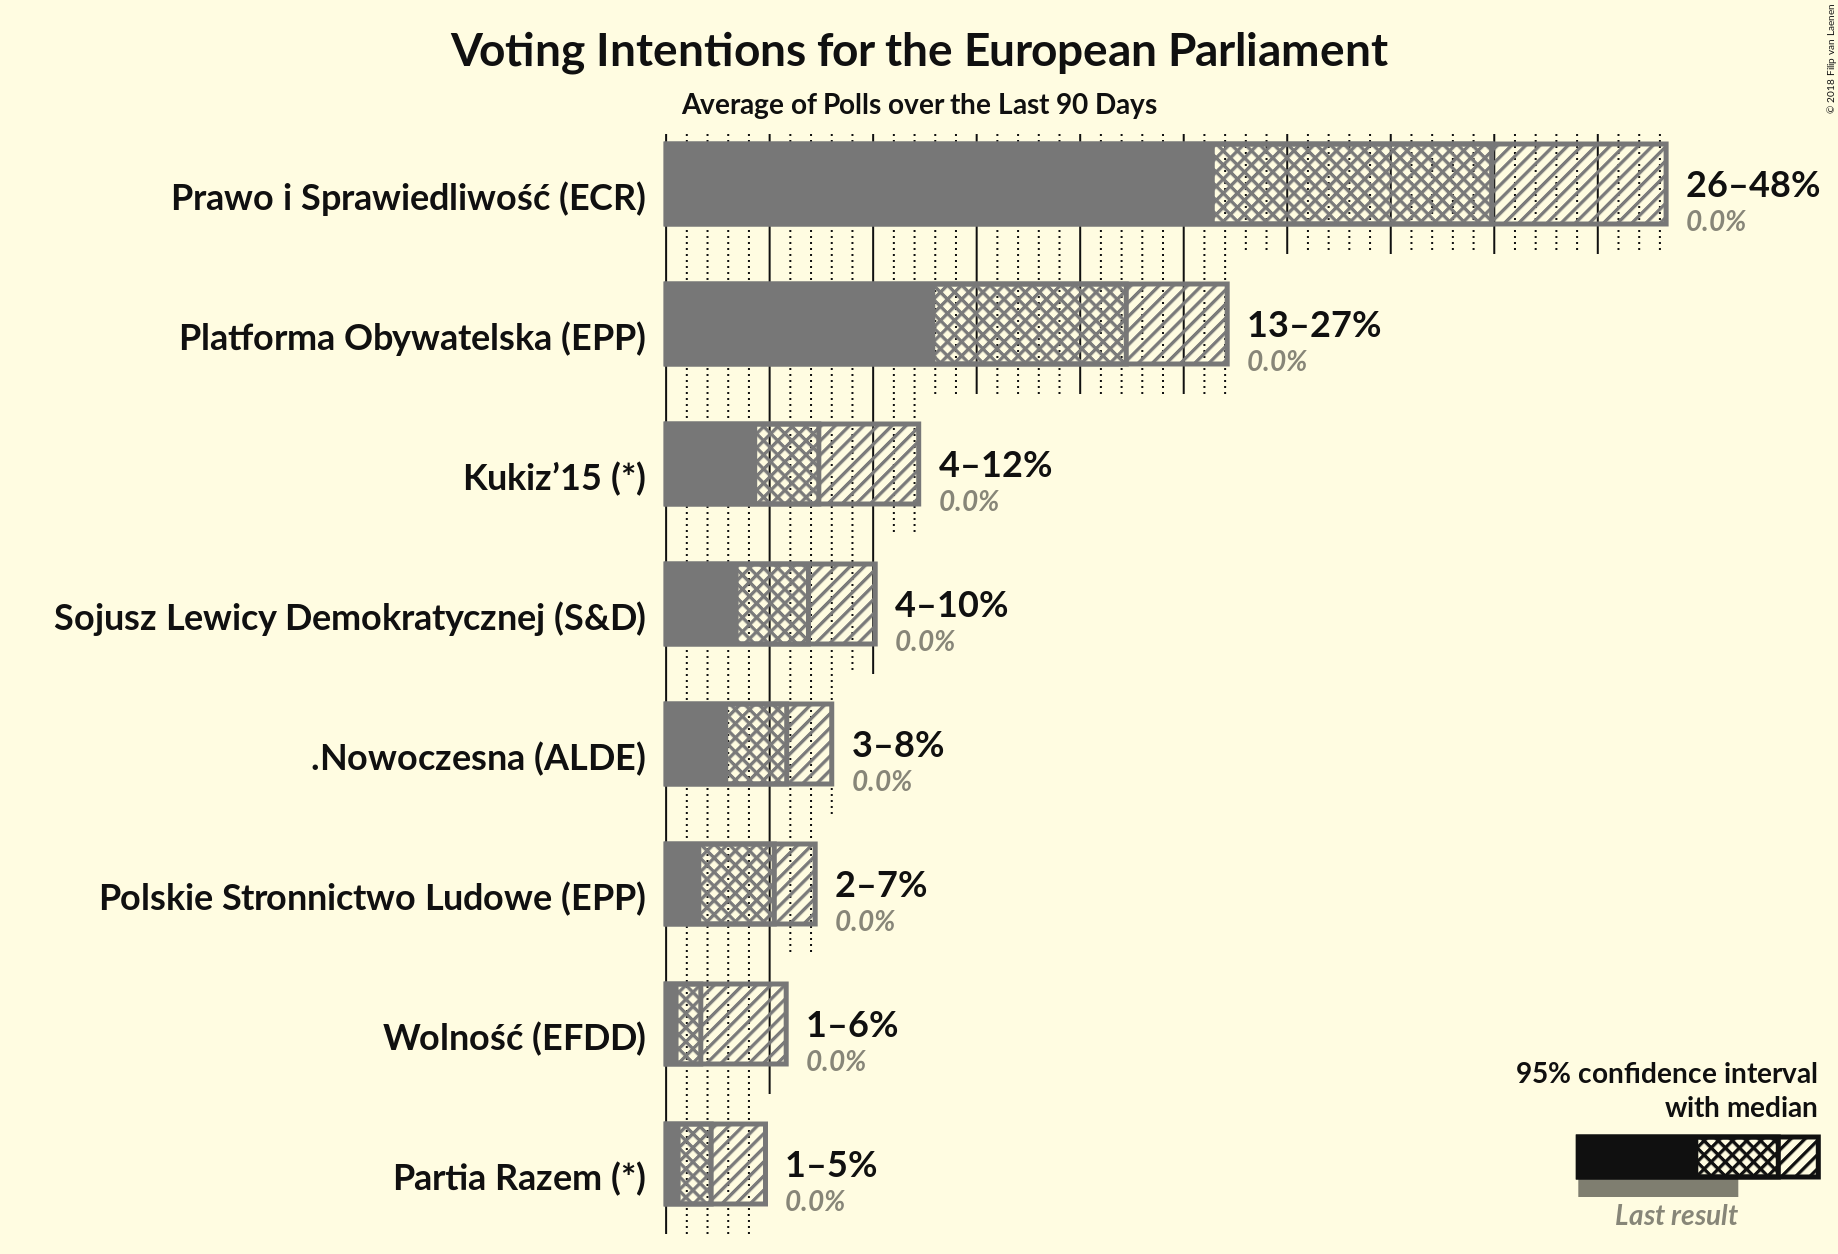 Voting Intentions for the European Parliament
Average of Polls over the Last 90 Days
© 2018 Filip van Laenen
Prawo i Sprawiedliwość (ECR)
26–48%
0.0%
Platforma Obywatelska (EPP)
13–27%
0.0%
Kukiz’15 (*)
4–12%
0.0%
Sojusz Lewicy Demokratycznej (S&D)
4–10%
0.0%
.Nowoczesna (ALDE)
3–8%
0.0%
Polskie Stronnictwo Ludowe (EPP)
2–7%
0.0%
Wolność (EFDD)
1–6%
0.0%
Partia Razem (*)
1–5%
0.0%
95% confidence interval
with median
Last result